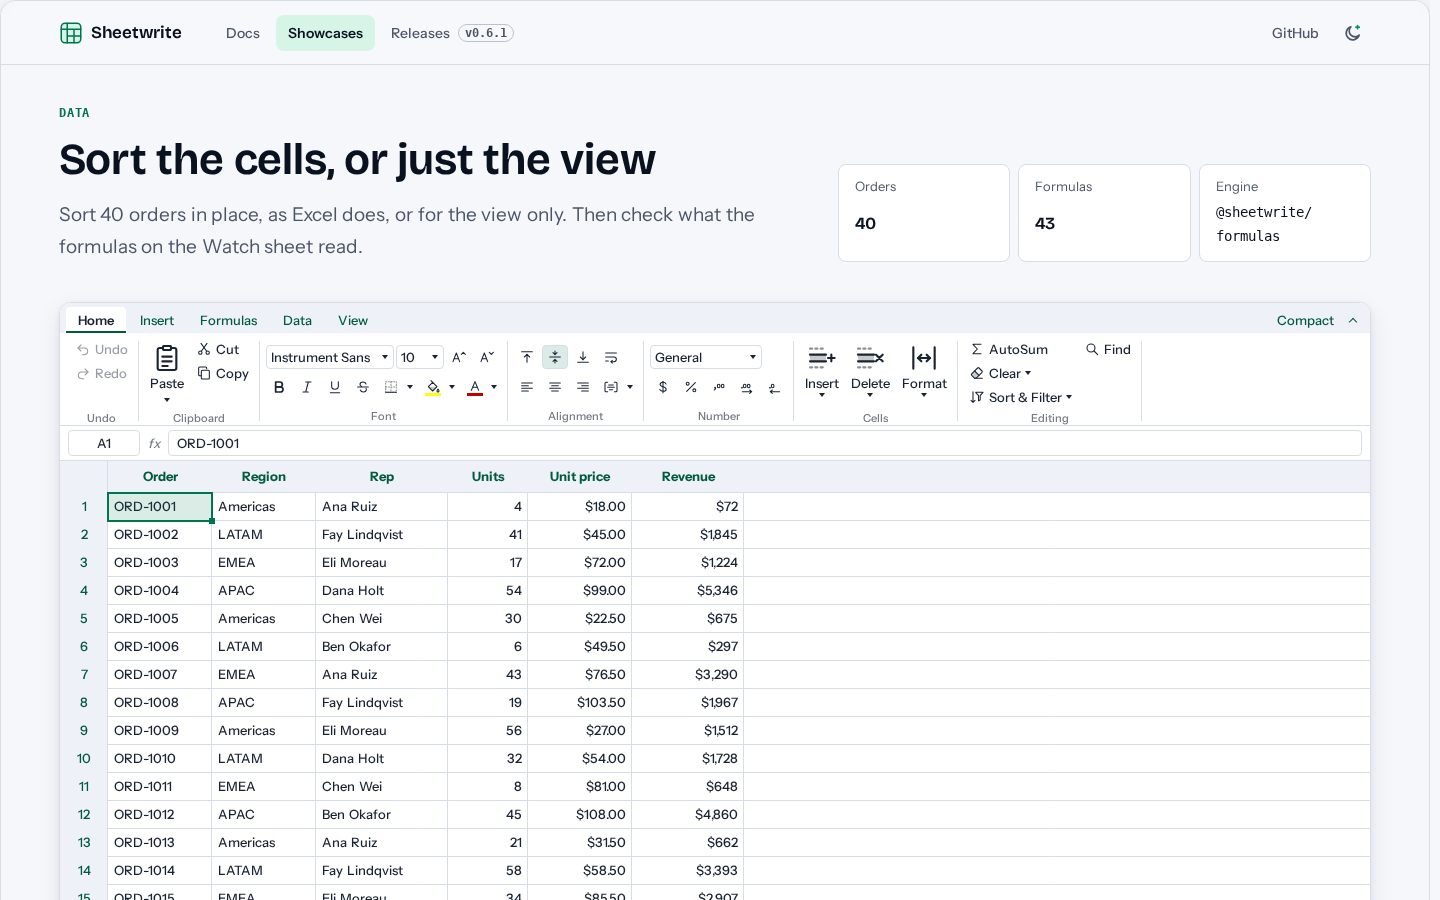 Sheetwrite Docs Showcases Releases v0.6.1 GitHub
DATA
Sort the cells, or just the view
Sort 40 orders in place, as Excel does, or for the view only. Then check what the
formulas on the Watch sheet read.
Orders
40
Formulas
43
Engine
@sheetwrite/
formulas
Home Insert Formulas Data View Compact
Undo
Redo
Undo
Paste
Cut
Copy
Clipboard
Instrument Sans 10
B I U S A
Font
Alignment
General
$ %
Number
Insert Delete Format
Cells
AutoSum Find
Clear
Sort & Filter
Editing
A1 fx ORD-1001
Order Region Rep Units Unit price Revenue
1 ORD-1001 Americas Ana Ruiz 4 $18.00 $72
2 ORD-1002 LATAM Fay Lindqvist 41 $45.00 $1,845
3 ORD-1003 EMEA Eli Moreau 17 $72.00 $1,224
4 ORD-1004 APAC Dana Holt 54 $99.00 $5,346
5 ORD-1005 Americas Chen Wei 30 $22.50 $675
6 ORD-1006 LATAM Ben Okafor 6 $49.50 $297
7 ORD-1007 EMEA Ana Ruiz 43 $76.50 $3,290
8 ORD-1008 APAC Fay Lindqvist 19 $103.50 $1,967
9 ORD-1009 Americas Eli Moreau 56 $27.00 $1,512
10 ORD-1010 LATAM Dana Holt 32 $54.00 $1,728
11 ORD-1011 EMEA Chen Wei 8 $81.00 $648
12 ORD-1012 APAC Ben Okafor 45 $108.00 $4,860
13 ORD-1013 Americas Ana Ruiz 21 $31.50 $662
14 ORD-1014 LATAM Fay Lindqvist 58 $58.50 $3,393
15 ORD-1015 EMEA Eli Moreau 34 $85.50 $2,907